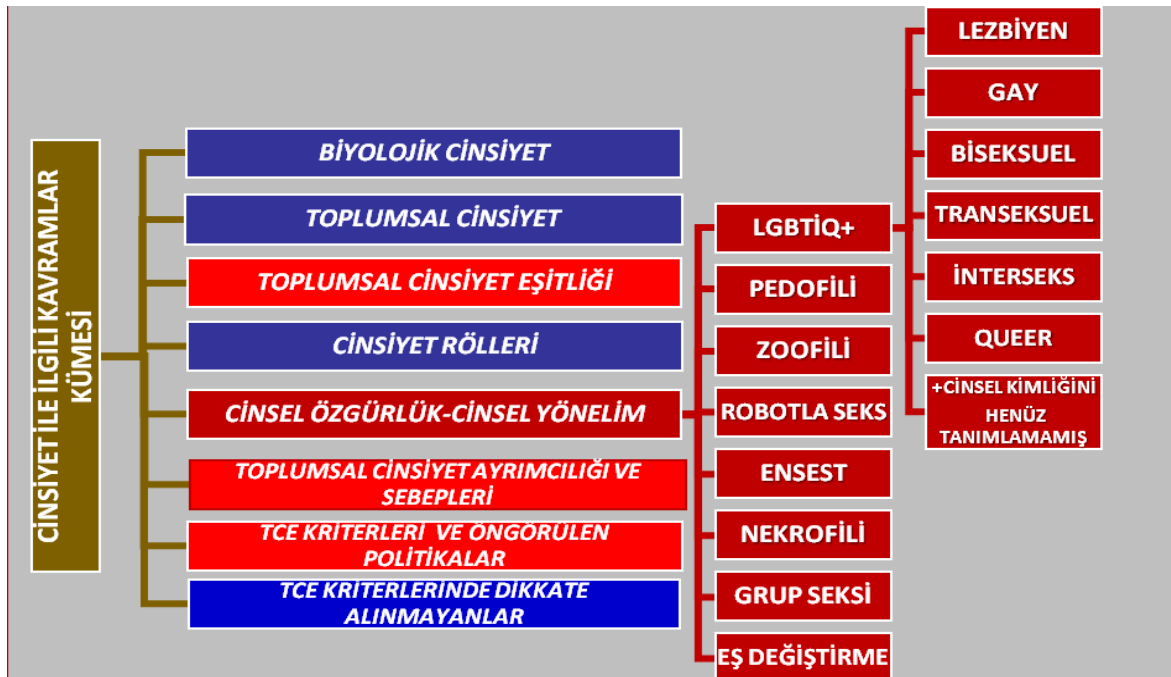 CİNSİYET İLE İLGİLİ KAVRAMLAR
KÜMESİ
BİYOLOJİK CİNSİYET
TOPLUMSAL CİNSİYET
TOPLUMSAL CİNSİYET EŞİTLİĞİ
CİNSİYET RÖLLERİ
CİNSEL ÖZGÜRLÜK-CİNSEL YÖNELİM
TOPLUMSAL CİNSİYET AYRIMCILIĞI VE
SEBEPLERİ
TCE KRİTERLERİ VE ÖNGÖRÜLEN
POLİTİKALAR
TCE KRİTERLERİNDE DİKKATE
ALINMAYANLAR
LGBTİQ+
PEDOFİLİ
ZOOFİLİ
ROBOTLA SEKS
ENSEST
NEKROFİLİ
GRUP SEKSİ
EŞ DEĞİŞTİRME
LEZBİYEN
GAY
BİSEKSUEL
TRANSEKSUEL
İNTERSEKS
QUEER
+CİNSEL KİMLİĞİNİ
HENÜZ
TANIMLAMAMIŞ